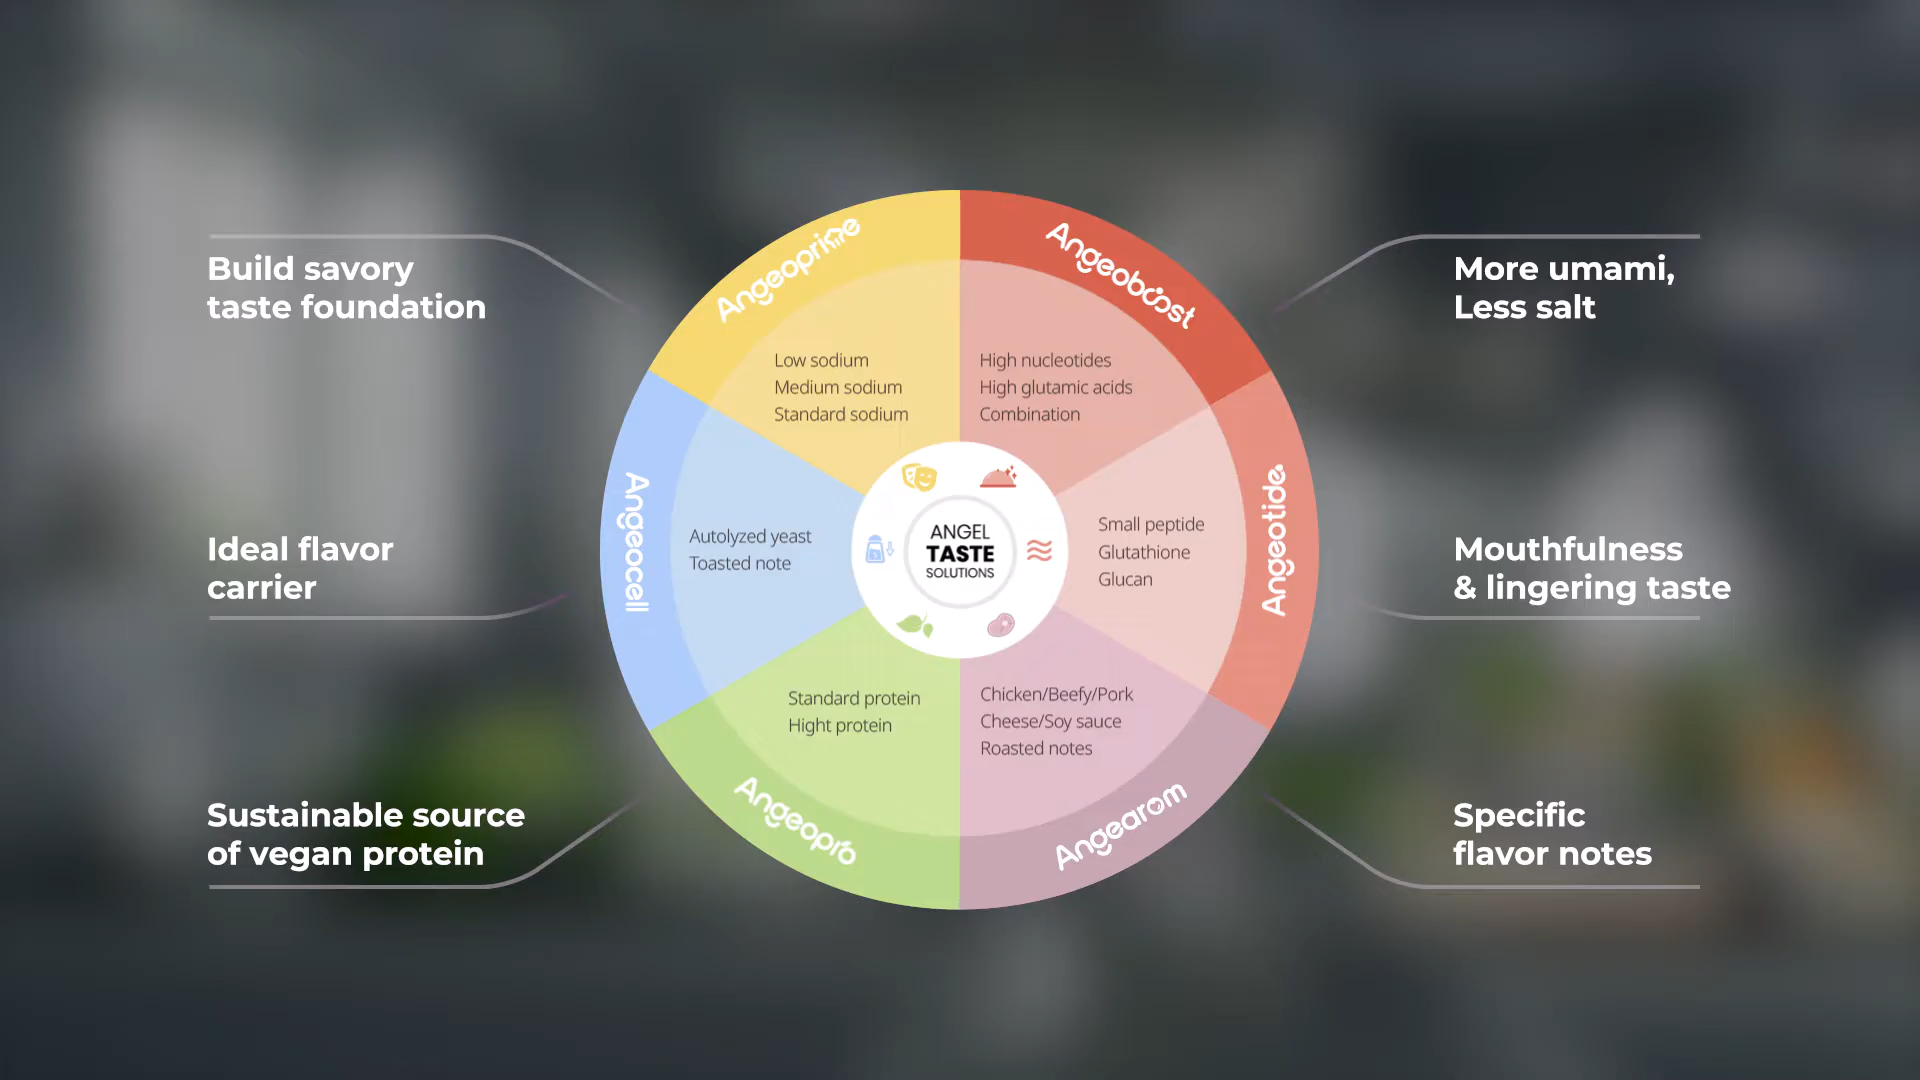 Build savory
taste foundation
Ideal flavor
carrier
Sustainable source
of vegan protein
Angeoprime
Low sodium
Medium sodium
Standard sodium
Angeoboost
High nucleotides
High glutamic acids
Combination
Angeocell
Autolyzed yeast
Toasted note
ANGEL
TASTE
SOLUTIONS
Small peptide
Glutathione
Glucan
Angeotide
Standard protein
Hight protein
Angeopro
Chicken/Beefy/Pork
Cheese/Soy sauce
Roasted notes
Angearom
More umami,
Less salt
Mouthfulness
& lingering taste
Specific
flavor notes